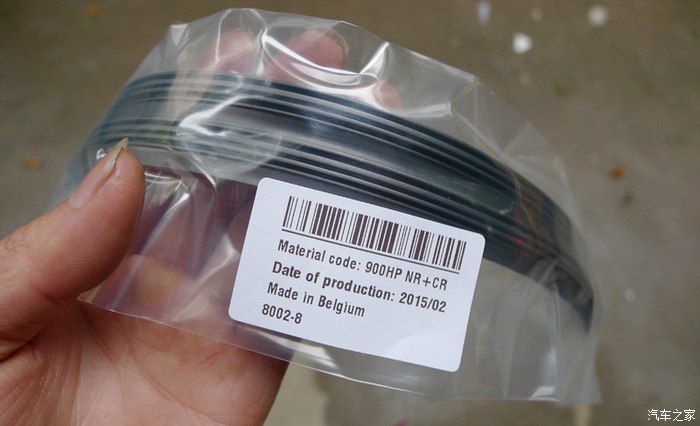 Material code: 900HP NR+CR
Date of production: 2015/02
Made in Belgium
8002-8
汽车之家